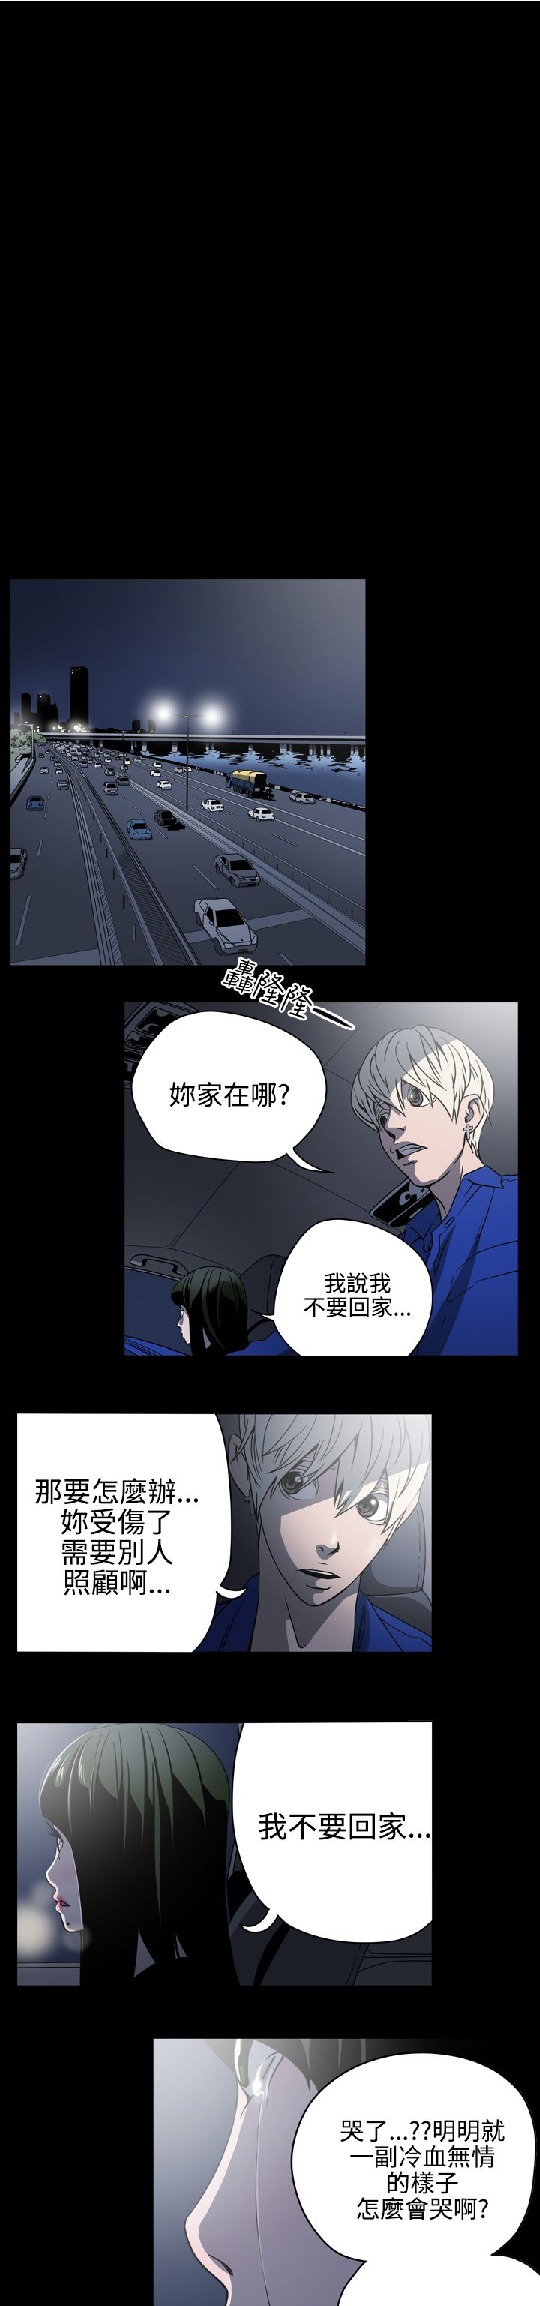 轟隆隆
妳家在哪?
我說我
不要回家...
那要怎麼辦...
妳受傷了
需要別人
照顧啊...
我不要回家...
哭了...??明明就
一副冷血無情
的樣子
怎麼會哭啊?